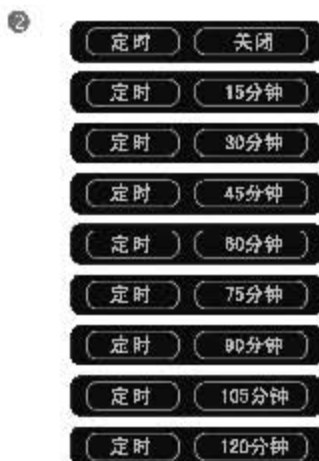 2
定时 关闭
定时 15分钟
定时 30分钟
定时 45分钟
定时 60分钟
定时 75分钟
定时 90分钟
定时 105分钟
定时 120分钟